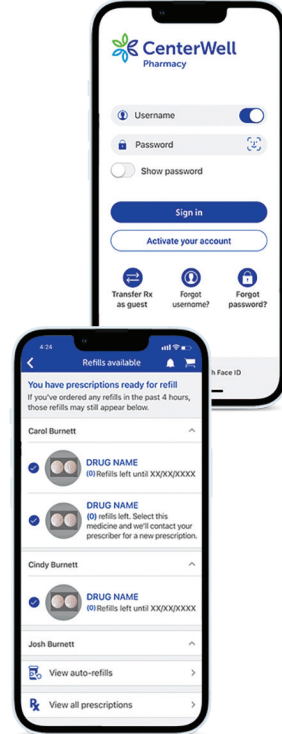 CenterWell
Pharmacy
Username
Password
Show password
Sign in
Activate your account
Transfer Rx
as guest
Forgot
username?
Forgot
password?
h Face ID
4:24
Refills available
You have prescriptions ready for refill
If you've ordered any refills in the past 4 hours,
those refills may still appear below.
Carol Burnett
DRUG NAME
(0) Refills left until XX/XX/XXXX
DRUG NAME
(0) refills left. Select this
medicine and we'll contact your
prescriber for a new prescription.
Cindy Burnett
DRUG NAME
(0) Refills left until XX/XX/XXXX
Josh Burnett
View auto-refills
Rx
View all prescriptions